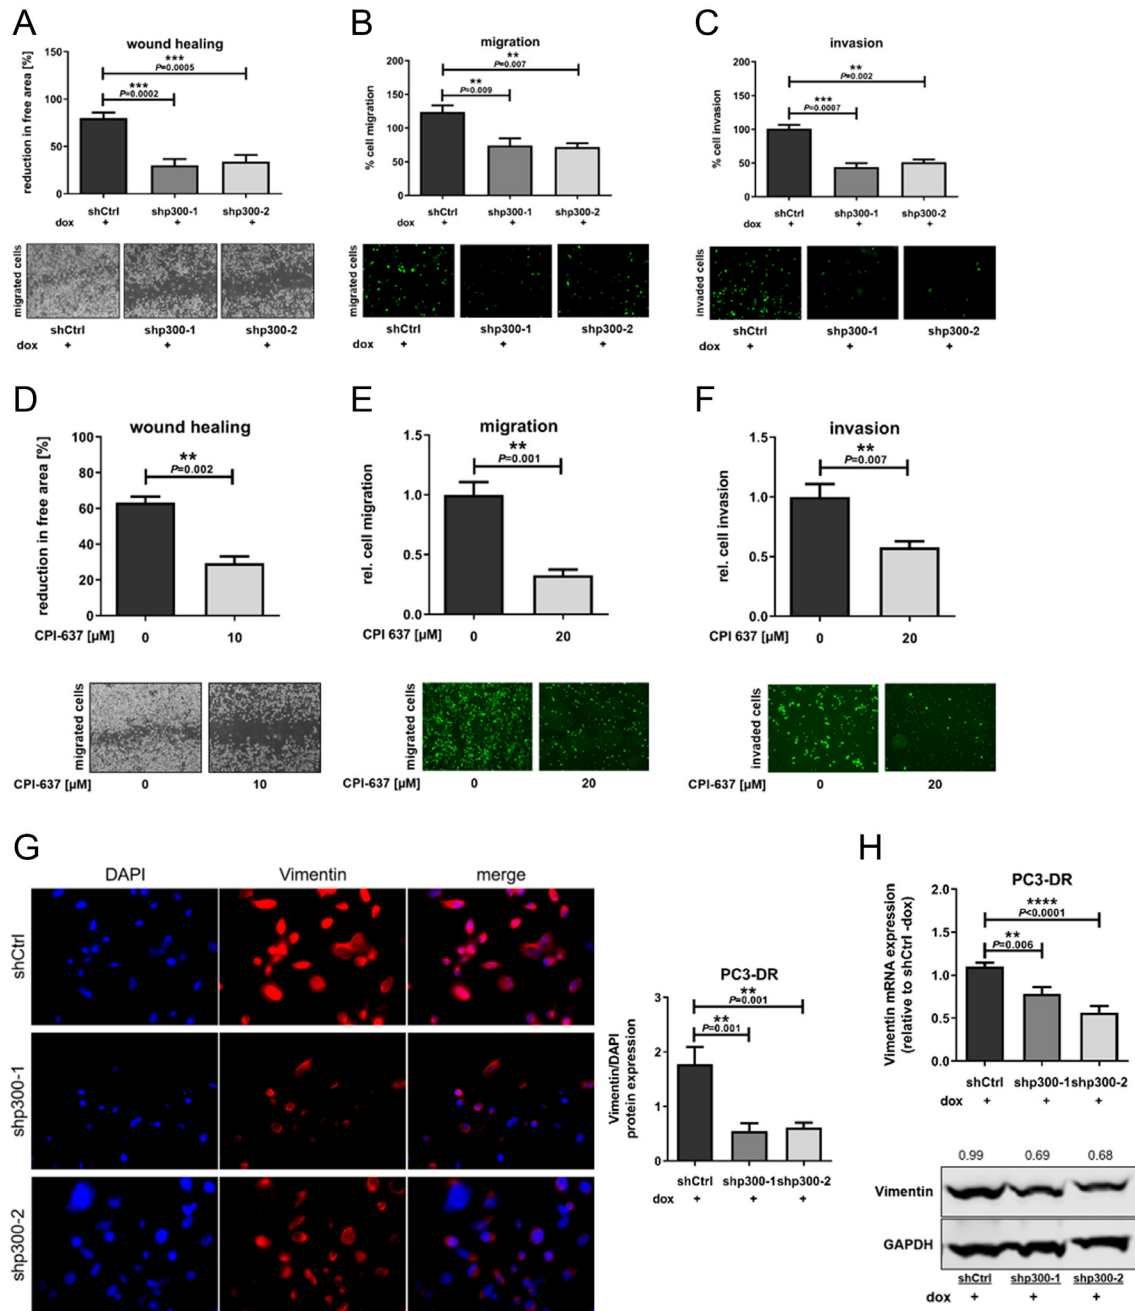 A
wound healing
reduction in free area [%]
150
100
50
0
***
P=0.0005
***
P=0.0002
shCtrl shp300-1 shp300-2
dox + + +
migrated cells
shCtrl shp300-1 shp300-2
dox + + +
B
migration
% cell migration
200
150
100
50
0
**
P=0.007
**
P=0.009
shCtrl shp300-1 shp300-2
dox + + +
migrated cells
shCtrl shp300-1 shp300-2
dox + + +
C
invasion
% cell invasion
200
150
100
50
0
**
P=0.002
***
P=0.0007
shCtrl shp300-1 shp300-2
dox + + +
invaded cells
shCtrl shp300-1 shp300-2
dox + + +
D
wound healing
reduction in free area [%]
100
80
60
40
20
0
**
P=0.002
CPI-637 [µM] 0 10
migrated cells
CPI-637 [µM] 0 10
E
migration
rel. cell migration
1.5
1.0
0.5
0.0
**
P=0.001
CPI 637 [µM] 0 20
migrated cells
CPI-637 [µM] 0 20
F
invasion
rel. cell invasion
1.5
1.0
0.5
0.0
**
P=0.007
CPI 637 [µM] 0 20
invaded cells
CPI-637 [µM] 0 20
G
DAPI Vimentin merge
shCtrl
shp300-1
shp300-2
PC3-DR
Vimentin/DAPI
protein expression
3
2
1
0
**
P=0.001
**
P=0.001
shCtrl shp300-1 shp300-2
dox + + +
H
PC3-DR
Vimentin mRNA expression
(relative to shCtrl -dox)
2.0
1.5
1.0
0.5
0.0
****
P<0.0001
**
P=0.006
shCtrl shp300-1 shp300-2
dox + + +
0.99 0.69 0.68
Vimentin
GAPDH
shCtrl shp300-1 shp300-2
dox + + +